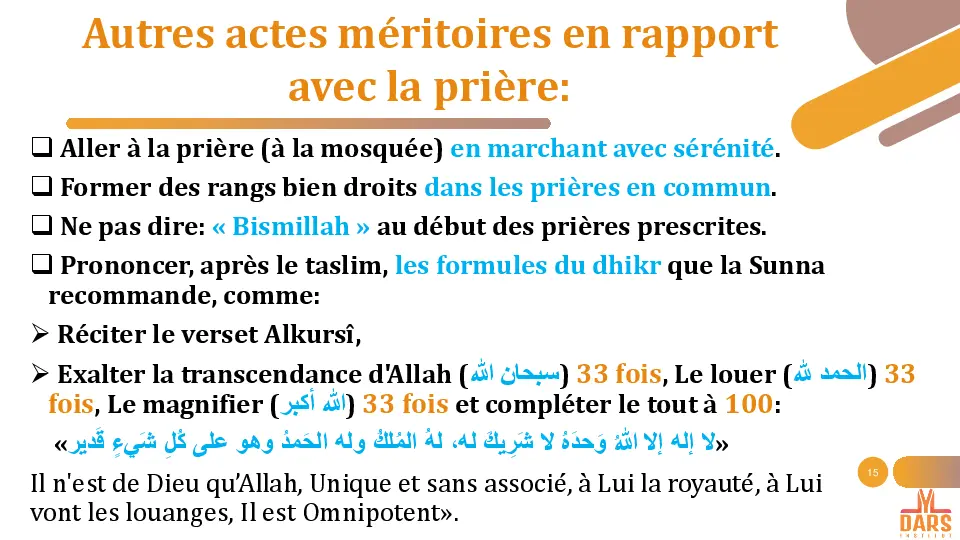 Autres actes méritoires en rapport
avec la prière:
❑ Aller à la prière (à la mosquée) en marchant avec sérénité.
❑ Former des rangs bien droits dans les prières en commun.
❑ Ne pas dire: « Bismillah » au début des prières prescrites.
❑ Prononcer, après le taslim, les formules du dhikr que la Sunna
recommande, comme:
➢ Réciter le verset Alkursî,
➢ Exalter la transcendance d'Allah (سبحان الله) 33 fois, Le louer (الحمد لله) 33
fois, Le magnifier (الله أكبر) 33 fois et compléter le tout à 100:
«لا إله إلا اللهُ وَحدَهُ لا شَرِيكَ له، لهُ المُلكُ وله الحَمدُ وهو على كُلِ شَيءٍ قَدير»
Il n'est de Dieu qu’Allah, Unique et sans associé, à Lui la royauté, à Lui
vont les louanges, Il est Omnipotent».
15
DARS
INSTITUT